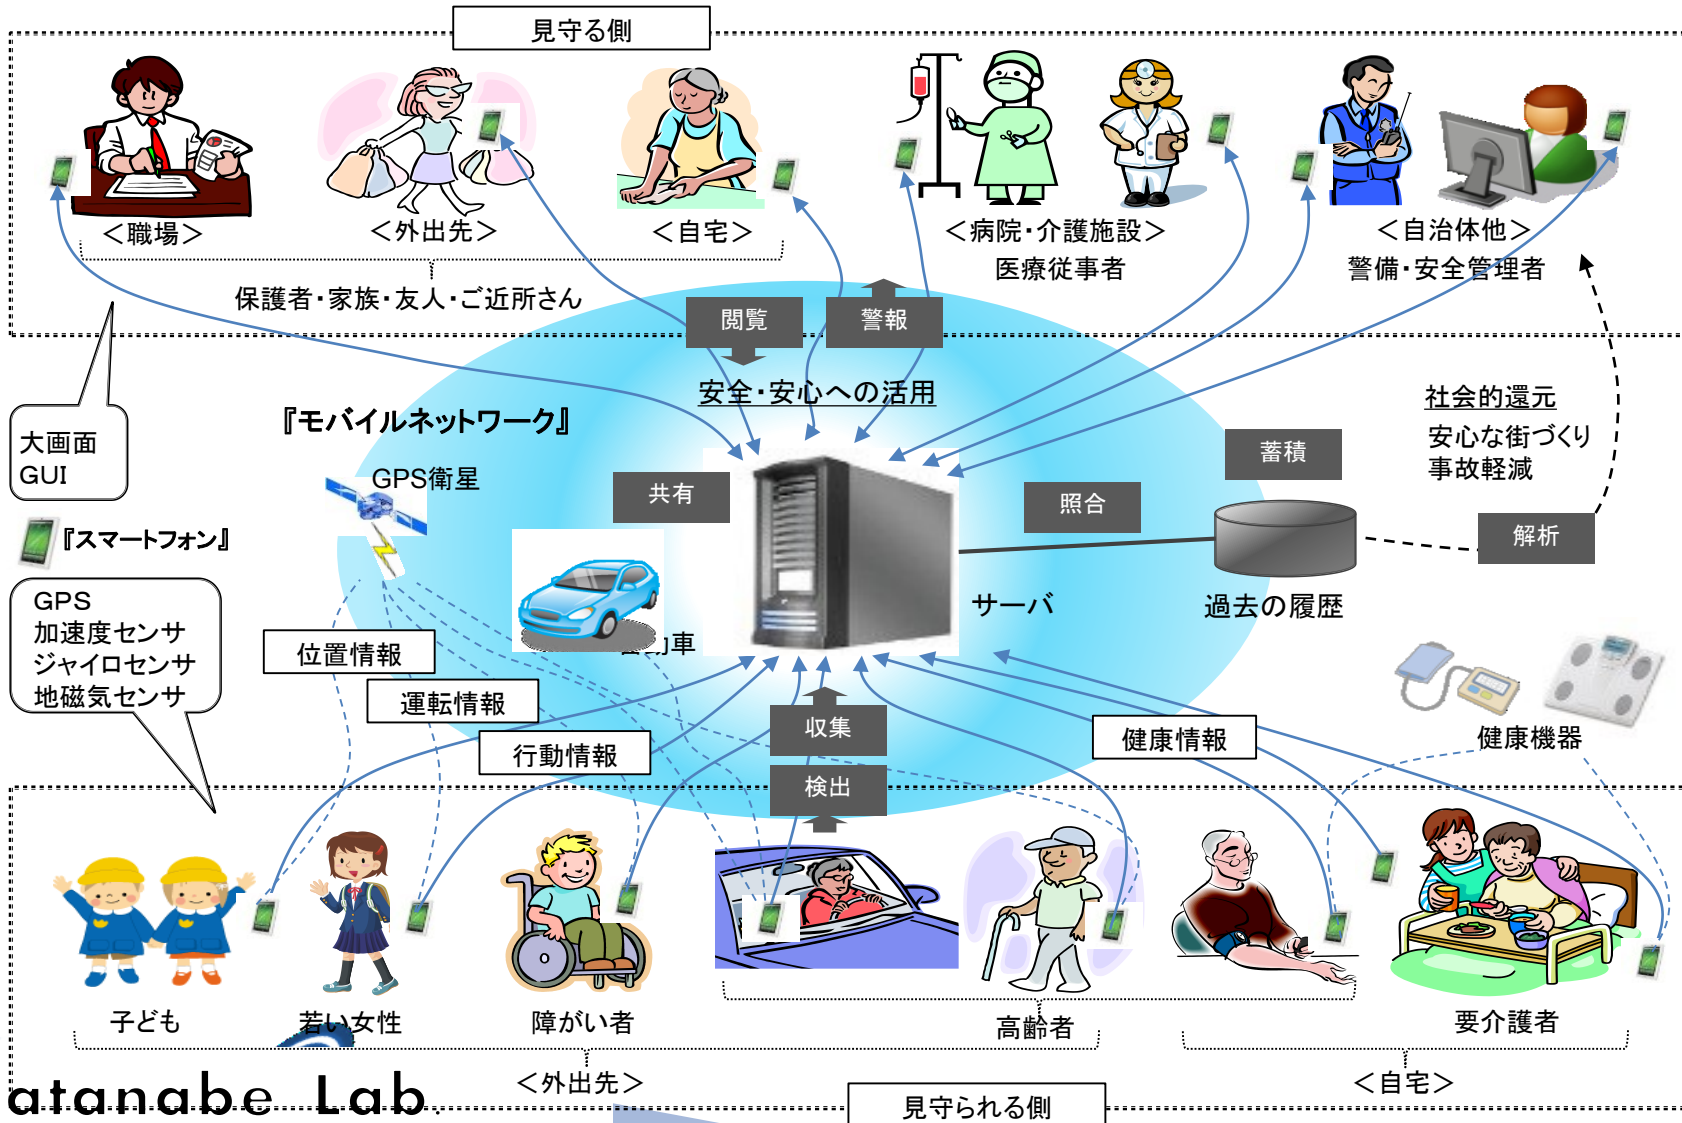 見守る側
＜職場＞
＜外出先＞
＜自宅＞
＜病院・介護施設＞
医療従事者
＜自治体他＞
警備・安全管理者
保護者・家族・友人・ご近所さん
閲覧
警報
安全・安心への活用
『モバイルネットワーク』
大画面
GUI
GPS衛星
共有
照合
蓄積
社会的還元
安心な街づくり
事故軽減
解析
『スマートフォン』
GPS
加速度センサ
ジャイロセンサ
地磁気センサ
動車
サーバ
過去の履歴
位置情報
運転情報
行動情報
収集
検出
健康情報
健康機器
子ども
若い女性
障がい者
高齢者
要介護者
＜外出先＞
＜自宅＞
atanabe Lab.
見守られる側